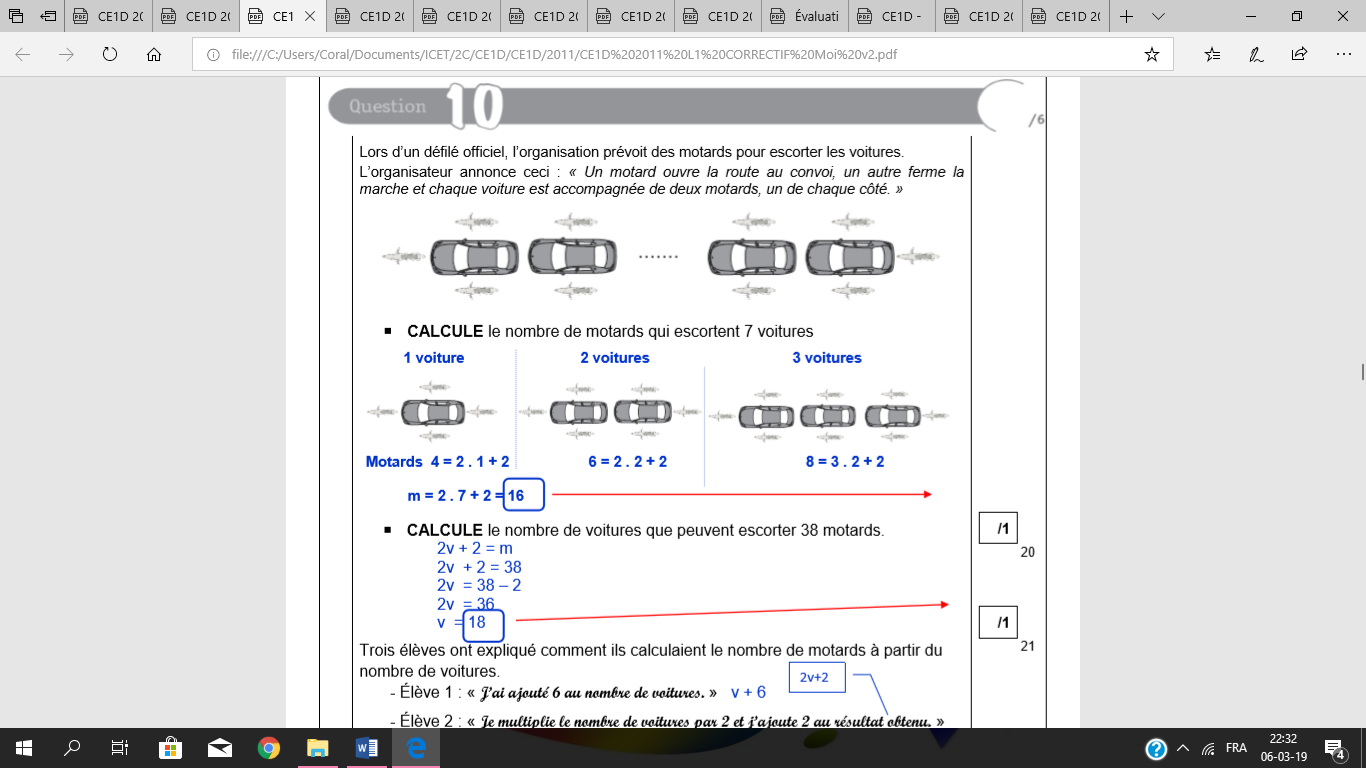 CE1D 20
CE1D 20
CE1
CE1D 20
CE1D 20
CE1D 20
CE1D 20
CE1D 20
Évaluati
CE1D -
CE1D 20
CE1D 20
file:///C:/Users/Coral/Documents/ICET/2C/CE1D/CE1D/2011/CE1D%202011%20L1%20CORRECTIF%20Moi%20v2.pdf
Question 10
/6
Lors d’un défilé officiel, l’organisation prévoit des motards pour escorter les voitures.
L’organisateur annonce ceci : « Un motard ouvre la route au convoi, un autre ferme la
marche et chaque voiture est accompagnée de deux motards, un de chaque côté. »
.......
▪ CALCULE le nombre de motards qui escortent 7 voitures
1 voiture 2 voitures 3 voitures
Motards 4 = 2 . 1 + 2 6 = 2 . 2 + 2 8 = 3 . 2 + 2
m = 2 . 7 + 2 = 16
/1
20
▪ CALCULE le nombre de voitures que peuvent escorter 38 motards.
2v + 2 = m
2v + 2 = 38
2v = 38 – 2
2v = 36
v = 18
/1
21
Trois élèves ont expliqué comment ils calculaient le nombre de motards à partir du
nombre de voitures.
2v+2
- Élève 1 : « J’ai ajouté 6 au nombre de voitures. » v + 6
- Élève 2 : « Je multiplie le nombre de voitures par 2 et j’ajoute 2 au résultat obtenu. »
FRA
22:32
06-03-19
4